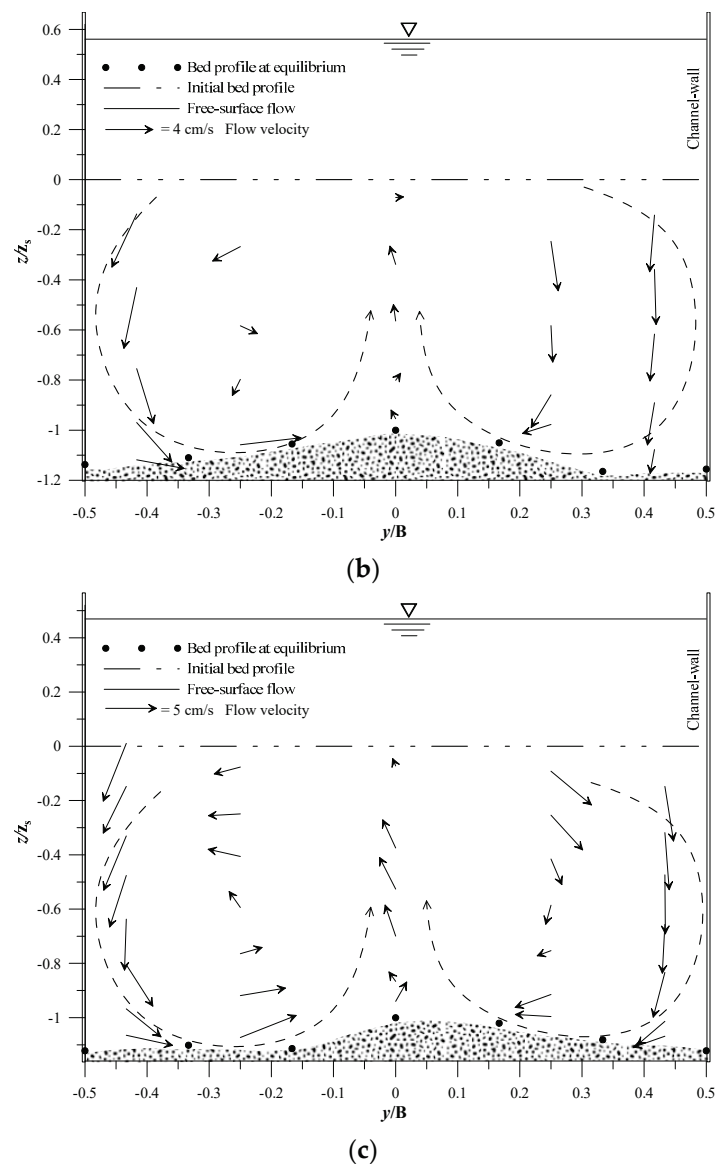 0.6
0.4
0.2
0
-0.2
-0.4
-0.6
-0.8
-1
-1.2
z/zs
Bed profile at equilibrium
Initial bed profile
Free-surface flow
= 4 cm/s Flow velocity
Channel-wall
-0.5 -0.4 -0.3 -0.2 -0.1 0 0.1 0.2 0.3 0.4 0.5
y/B
(b)
0.4
0.2
0
-0.2
-0.4
-0.6
-0.8
-1
z/zs
Bed profile at equilibrium
Initial bed profile
Free-surface flow
= 5 cm/s Flow velocity
Channel-wall
-0.5 -0.4 -0.3 -0.2 -0.1 0 0.1 0.2 0.3 0.4 0.5
y/B
(c)